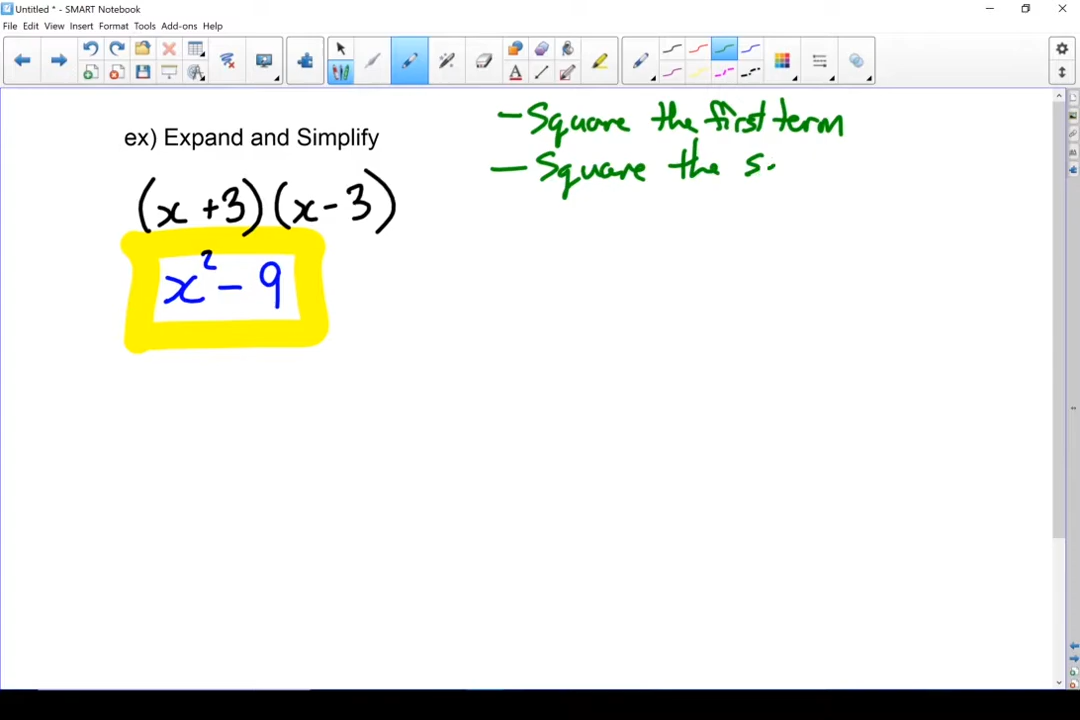 Untitled * - SMART Notebook
File Edit View Insert Format Tools Add-ons Help
ex) Expand and Simplify
(x + 3) (x - 3)
x² - 9
- Square the first term
- Square the s